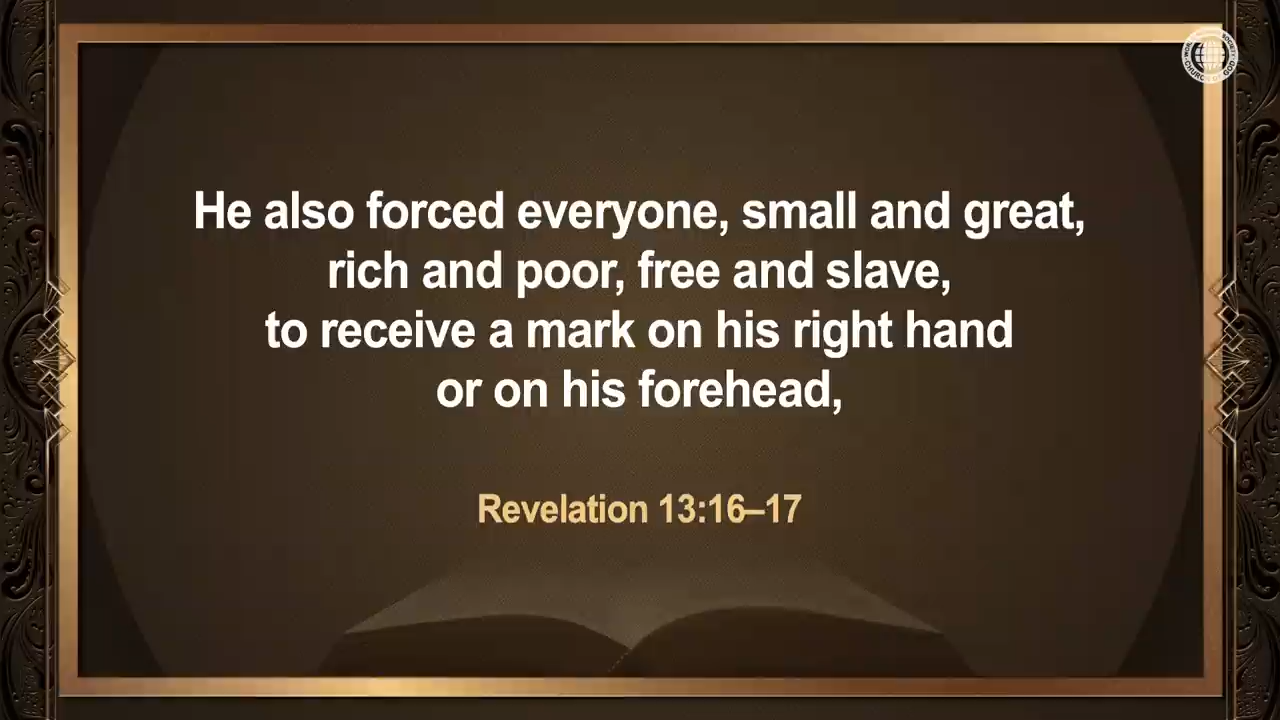 He also forced everyone, small and great,
rich and poor, free and slave,
to receive a mark on his right hand
or on his forehead,
Revelation 13:16–17